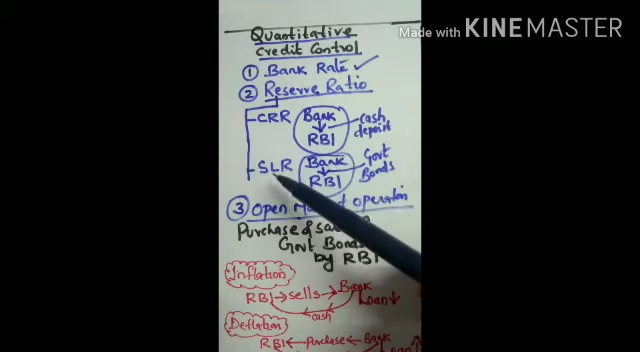 Made with KINEMASTER
Quantitative
Credit Control
① Bank Rate ✓
② Reserve Ratio
CRR Bank cash
↓ deposit
RBI
SLR Bank Govt
↓ Bonds
RBI
③ Open operation
Purchase &
Govt Bonds
by RBI
Inflation
RBI → sells → Bank
cash Loan ↓
Deflation
RBI ← Purchase ← Bank
Loan ↑